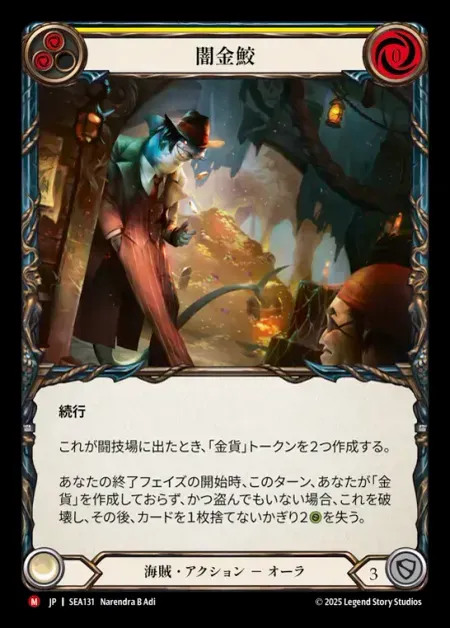 闇金鮫
0
続行
これが闘技場に出たとき、「金貨」トークンを2つ作成する。
あなたの終了フェイズの開始時、このターン、あなたが「金
貨」を作成しておらず、かつ盗んでもいない場合、これを破
壊し、その後、カードを1枚捨てないかぎり2を失う。
海賊・アクション － オーラ
3
M JP | SEA131 Narendra B Adi
© 2025 Legend Story Studios